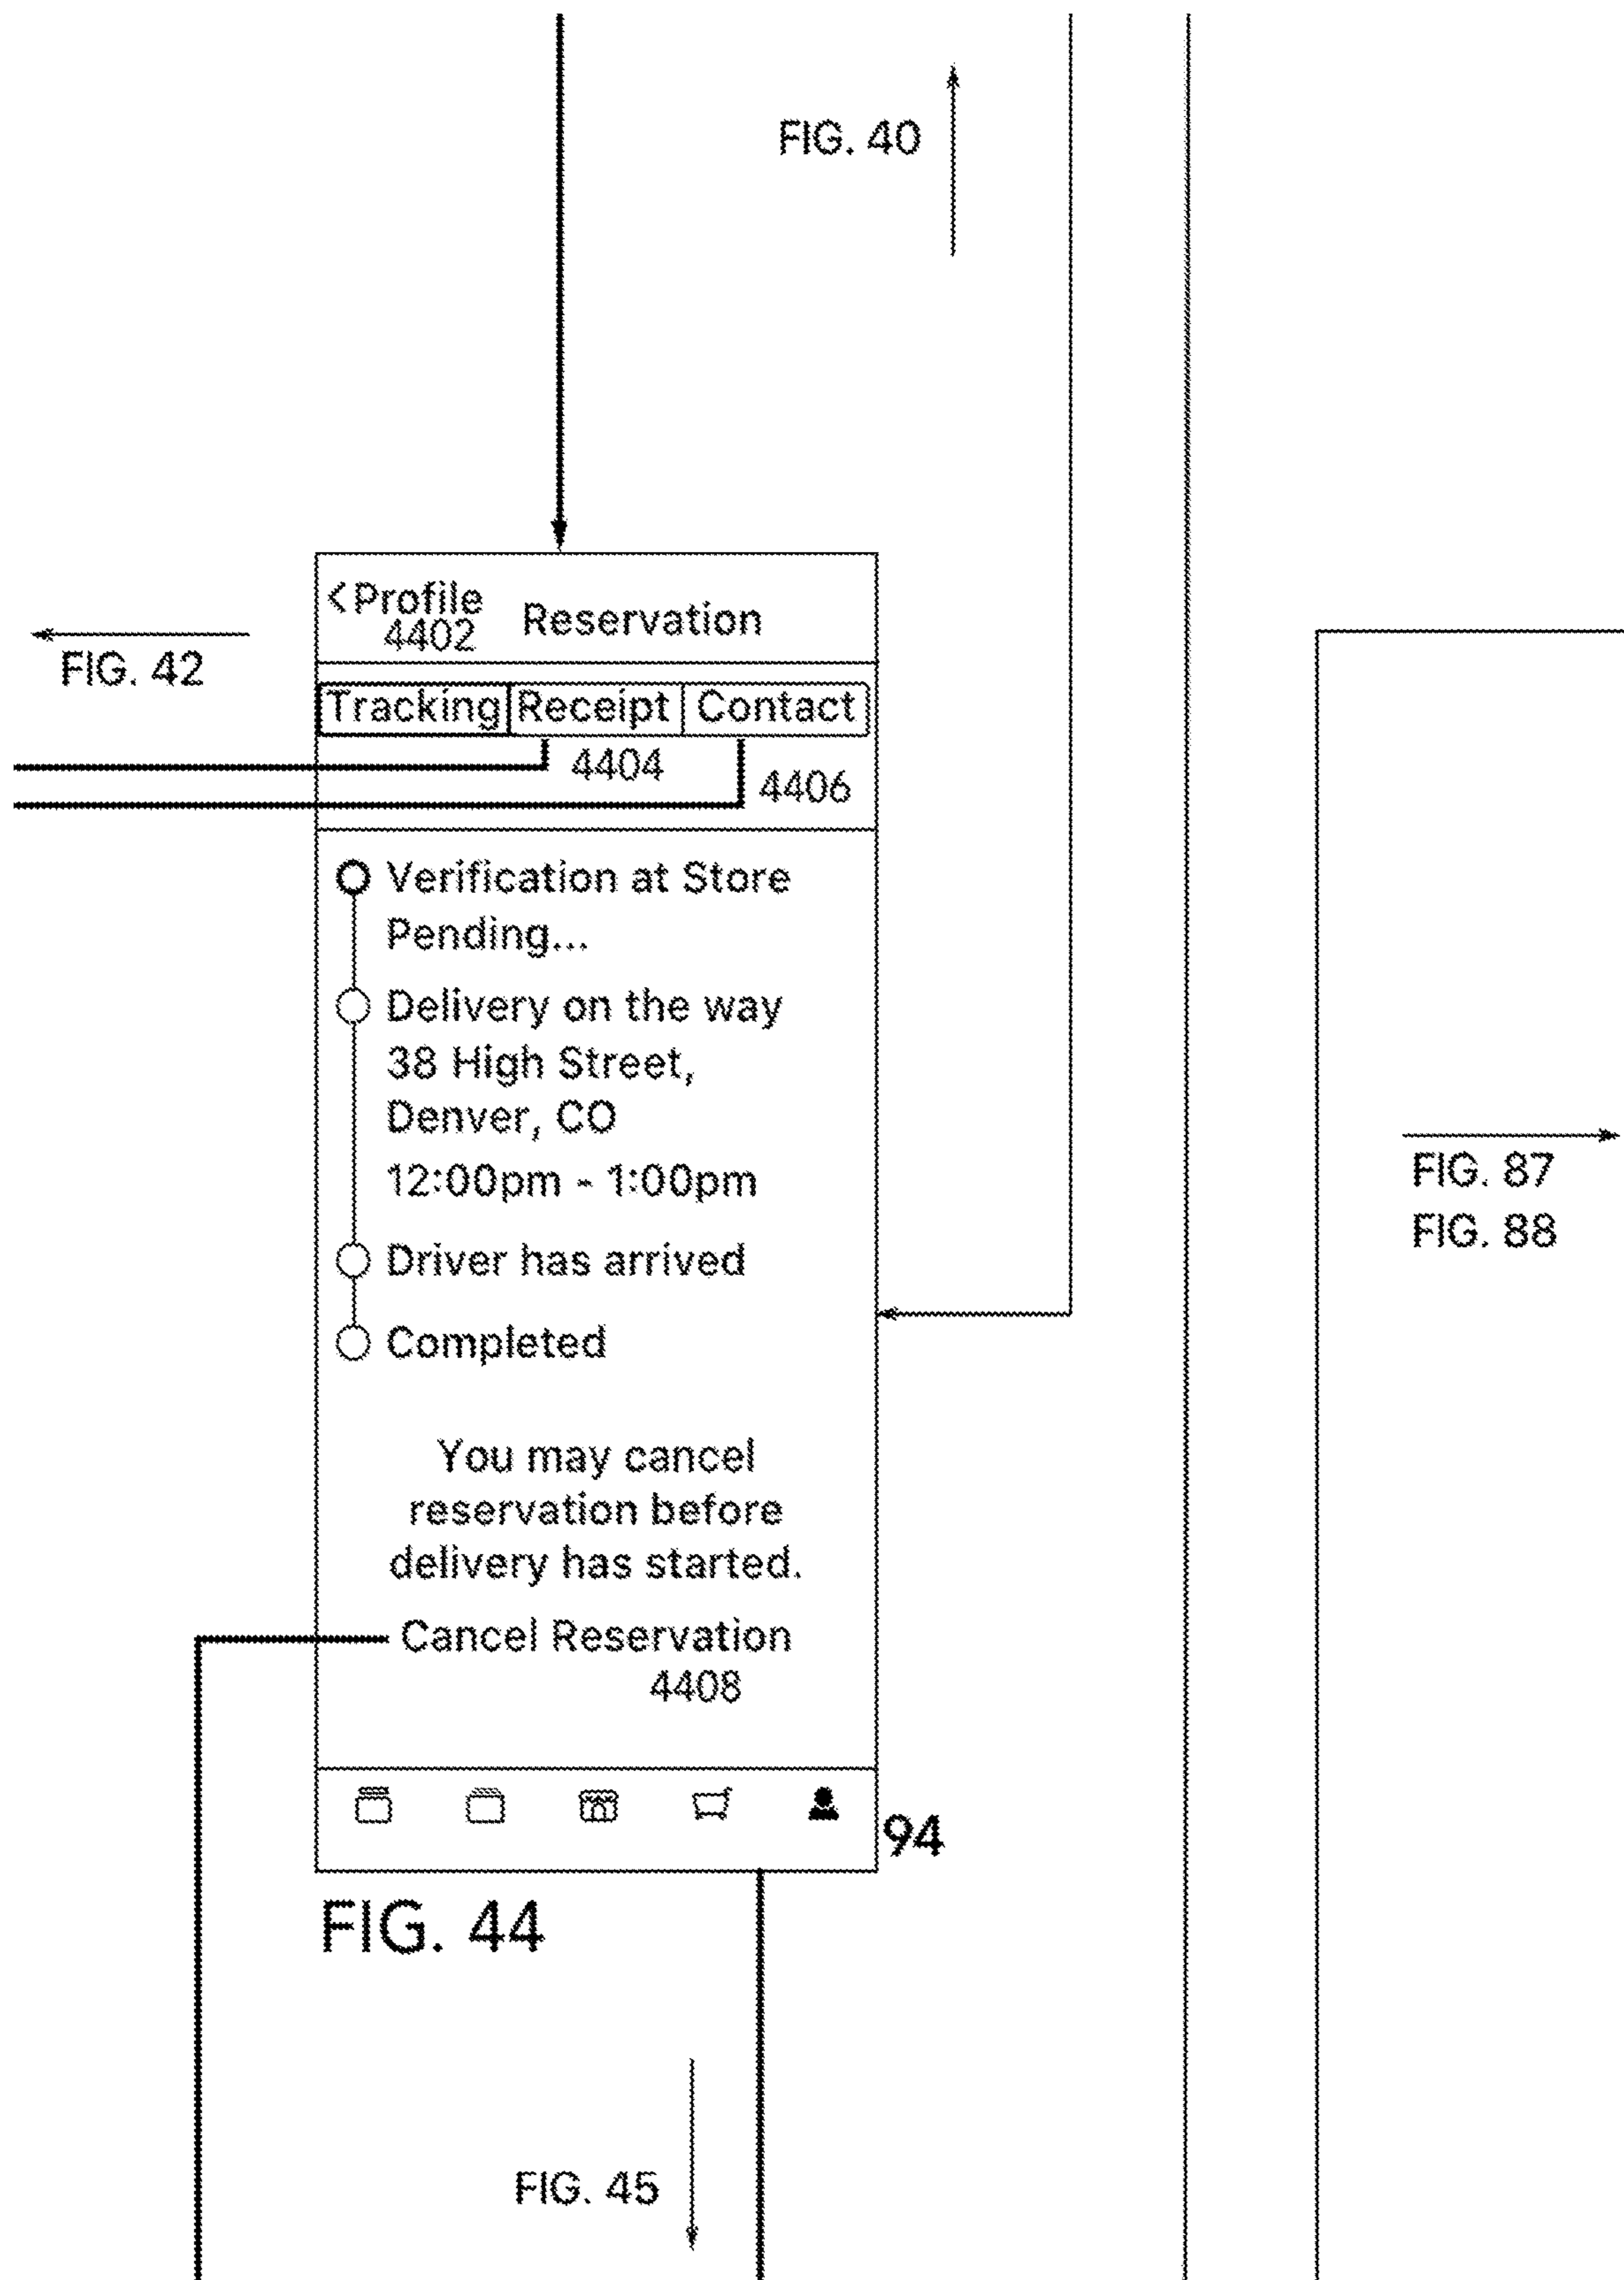 FIG. 40
< Profile
4402
Reservation
FIG. 42
Tracking Receipt Contact
4404
4406
Verification at Store
Pending...
Delivery on the way
38 High Street,
Denver, CO
12:00pm - 1:00pm
FIG. 87
FIG. 88
Driver has arrived
Completed
You may cancel
reservation before
delivery has started.
Cancel Reservation
4408
94
FIG. 44
FIG. 45